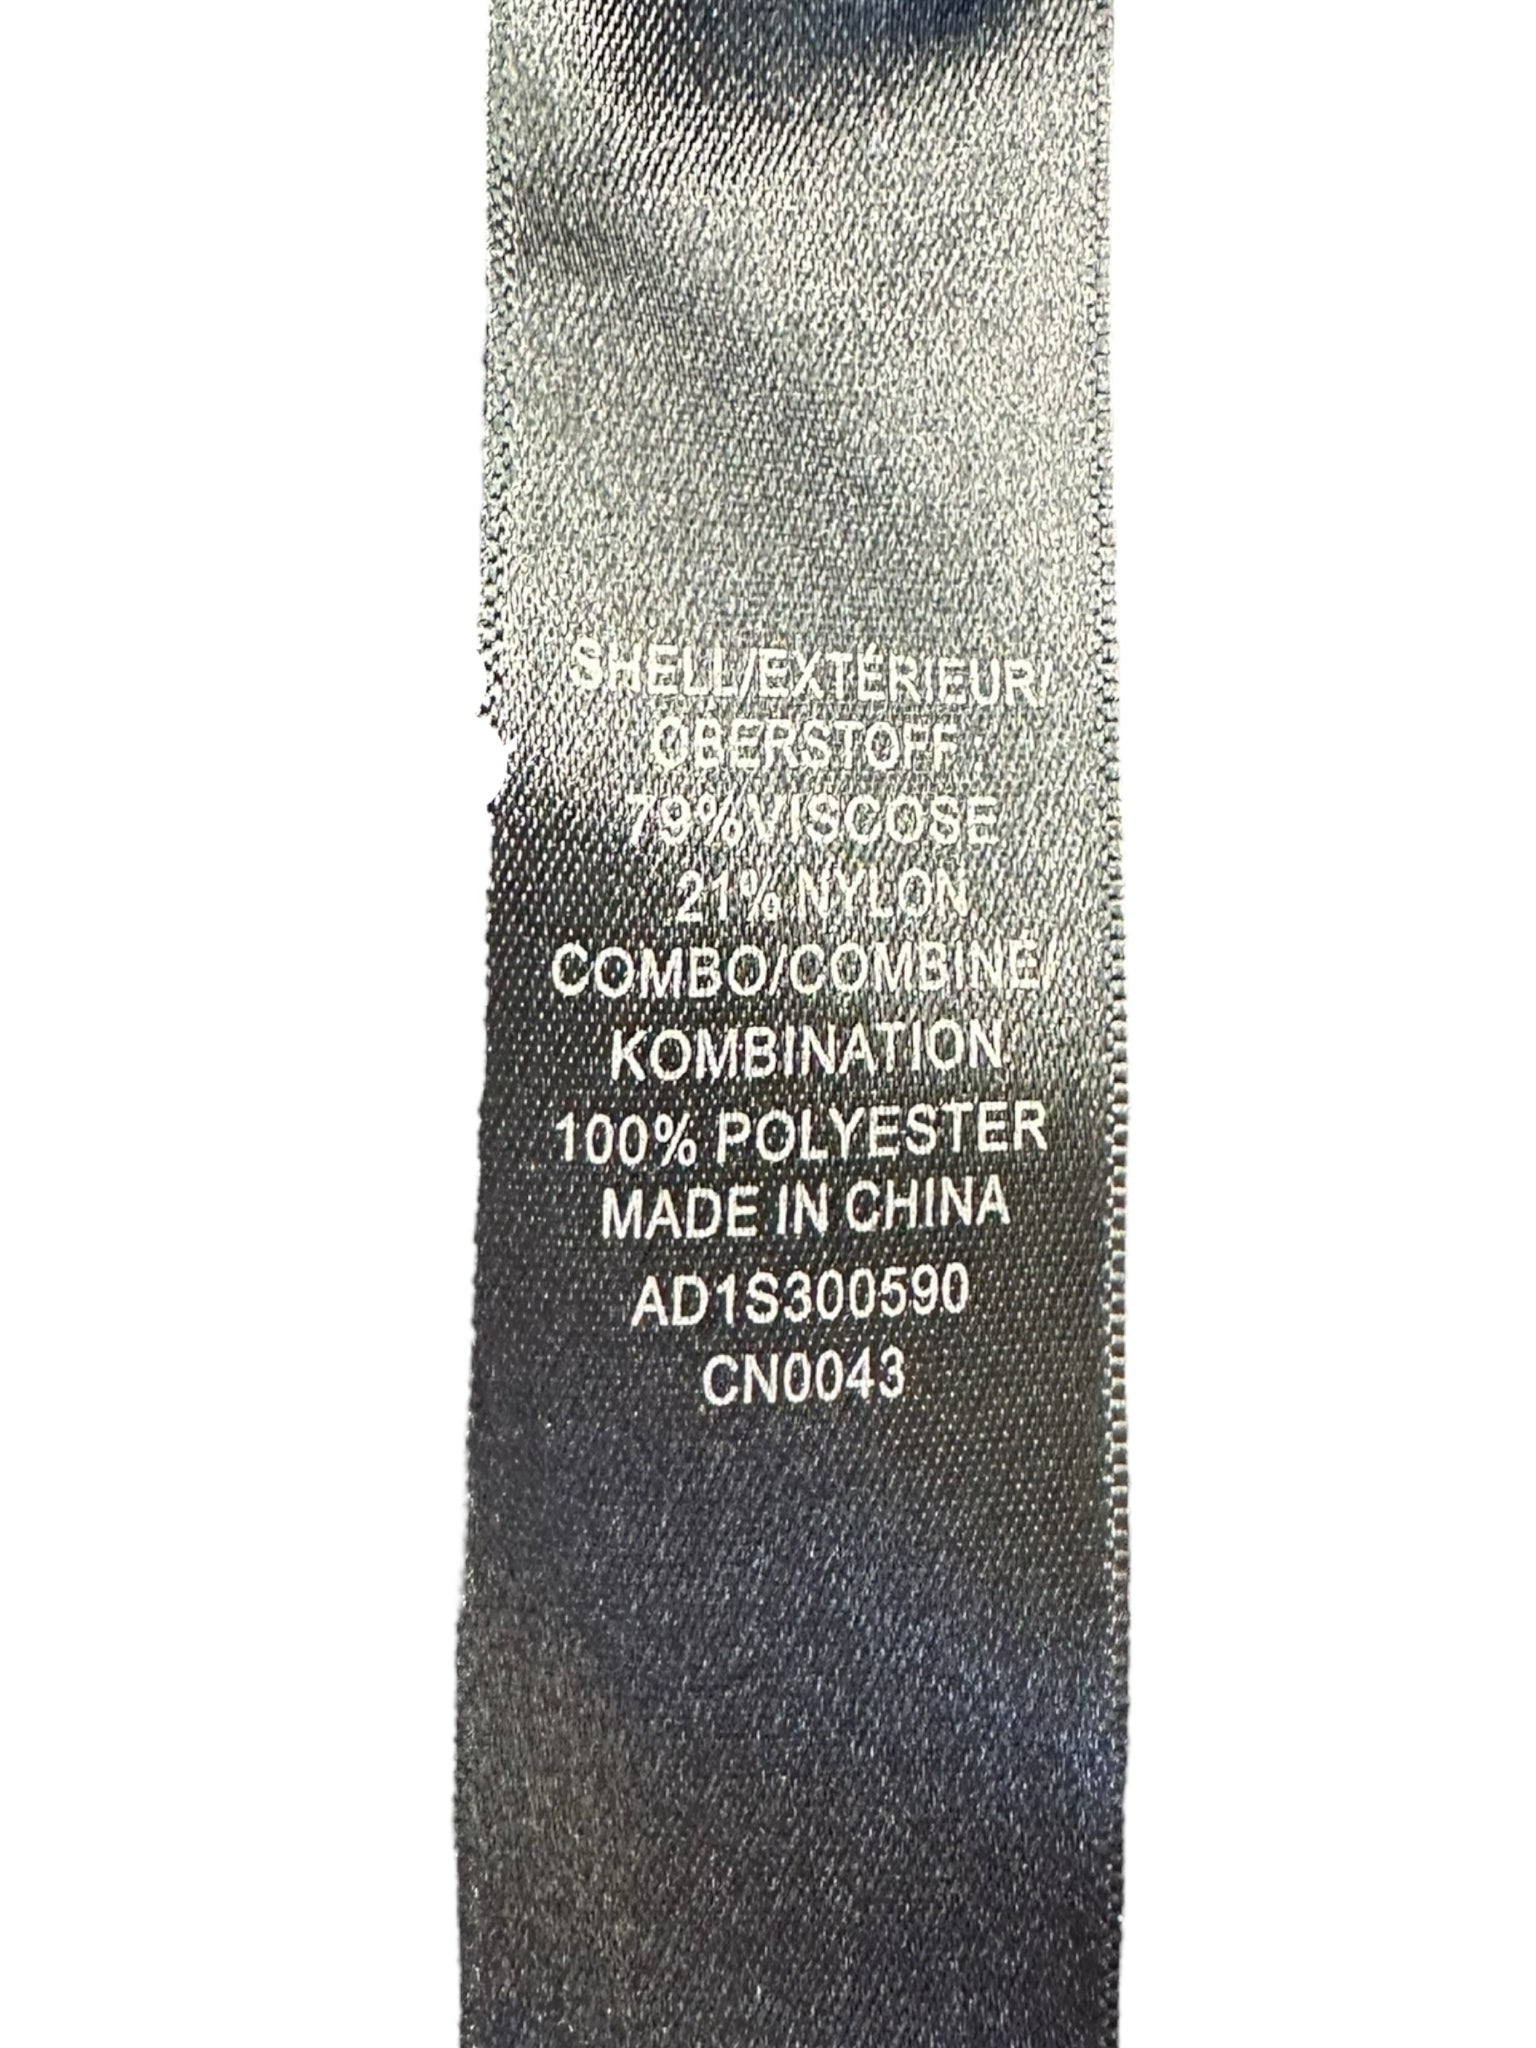 SHELL/EXTÉRIEUR/
OBERSTOFF :
79%VISCOSE
21% NYLON
COMBO/COMBINÉ/
KOMBINATION
100% POLYESTER
MADE IN CHINA
AD1S300590
CN0043